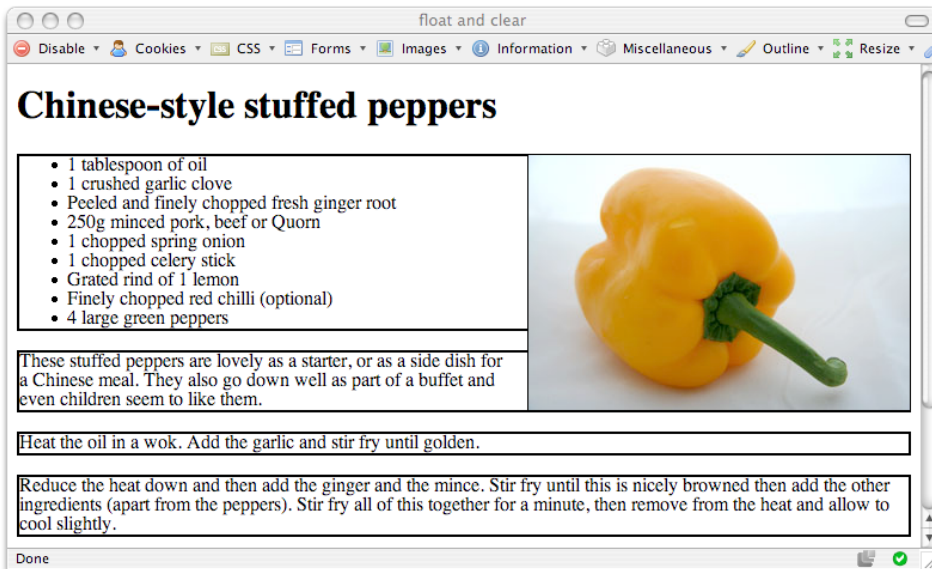 float and clear
Disable Cookies CSS Forms Images Information Miscellaneous Outline Resize
Chinese-style stuffed peppers
• 1 tablespoon of oil
• 1 crushed garlic clove
• Peeled and finely chopped fresh ginger root
• 250g minced pork, beef or Quorn
• 1 chopped spring onion
• 1 chopped celery stick
• Grated rind of 1 lemon
• Finely chopped red chilli (optional)
• 4 large green peppers
These stuffed peppers are lovely as a starter, or as a side dish for
a Chinese meal. They also go down well as part of a buffet and
even children seem to like them.
Heat the oil in a wok. Add the garlic and stir fry until golden.
Reduce the heat down and then add the ginger and the mince. Stir fry until this is nicely browned then add the other
ingredients (apart from the peppers). Stir fry all of this together for a minute, then remove from the heat and allow to
cool slightly.
Done